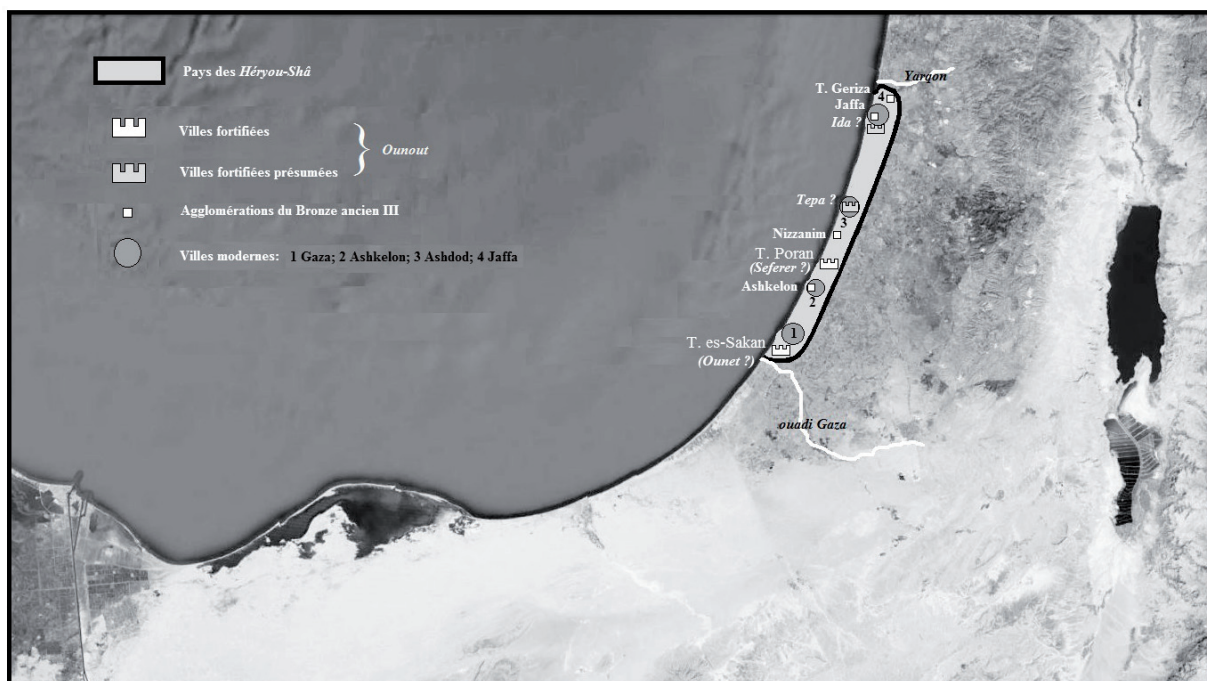 Pays des Héryou-Shâ
Villes fortifiées
Ounout
Villes fortifiées présumées
Agglomérations du Bronze ancien III
Villes modernes: 1 Gaza; 2 Ashkelon; 3 Ashdod; 4 Jaffa
Yarqon
T. Geriza
4
Jaffa
Ida ?
Tepa ?
3
Nizzanim
T. Poran
(Seferer ?)
Ashkelon
2
1
T. es-Sakan
(Ounet ?)
ouadi Gaza